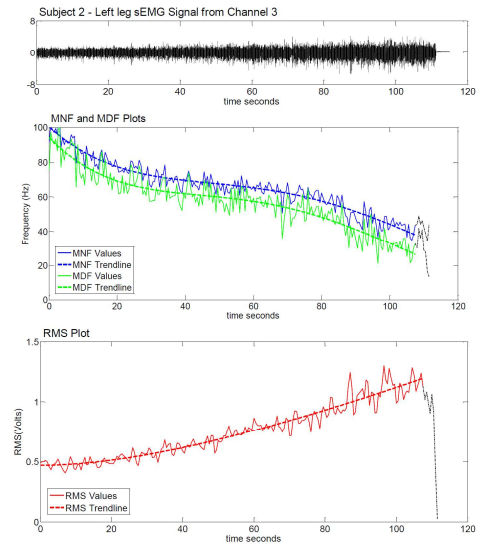 Subject 2 - Left leg sEMG Signal from Channel 3
8
0
-8
0 20 40 60 80 100 120
time seconds
MNF and MDF Plots
100
80
60
40
20
0
Frequency (Hz)
MNF Values
MNF Trendline
MDF Values
MDF Trendline
0 20 40 60 80 100 120
time seconds
RMS Plot
1.5
1
0.5
0
RMS(Volts)
RMS Values
RMS Trendline
0 20 40 60 80 100 120
time seconds